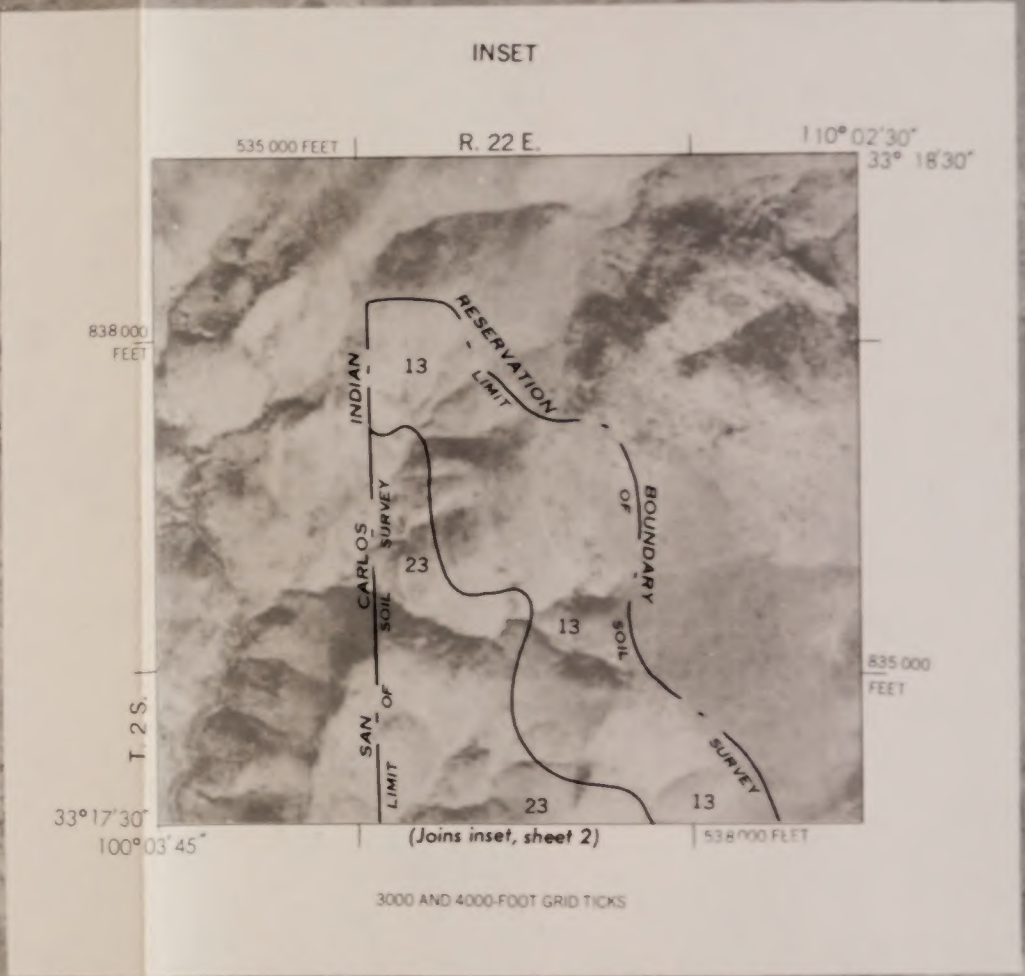 INSET
535 000 FEET
R. 22 E.
110° 02'30"
33° 18'30"
838 000
FEET
RESERVATION
LIMIT
INDIAN
13
SURVEY
CARLOS
23
SOIL
OF
BOUNDARY
13
SOIL
835 000
FEET
T. 2 S.
SAN
OF
LIMIT
SURVEY
23
13
33° 17'30"
100° 03'45"
(Joins inset, sheet 2)
538 000 FEET
3000 AND 4000-FOOT GRID TICKS